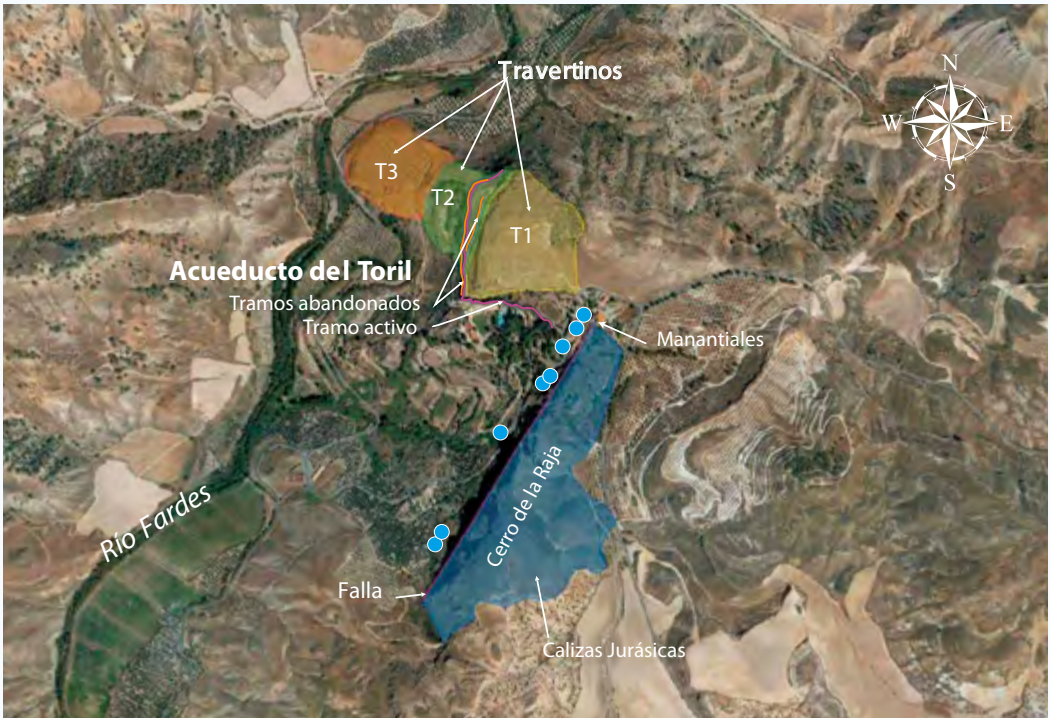 Travertinos
N
W
E
S
T3
T2
T1
Acueducto del Toril
Tramos abandonados
Tramo activo
Manantiales
Cerro de la Raja
Río Fardes
Falla
Calizas Jurásicas